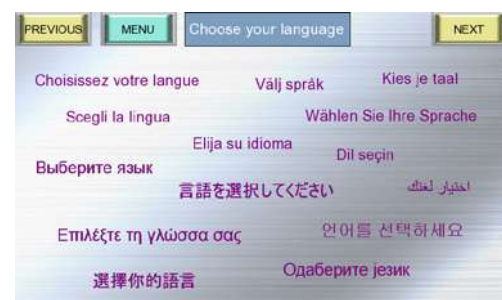 PREVIOUS
MENU
Choose your language
NEXT
Choisissez votre langue
Välj språk
Kies je taal
Scegli la lingua
Wählen Sie Ihre Sprache
Elija su idioma
Dil seçin
Выберите язык
言語を選択してください
اختيار لغتك
Επιλέξτε τη γλώσσα σας
언어를 선택하세요
選擇你的語言
Одаберите језик